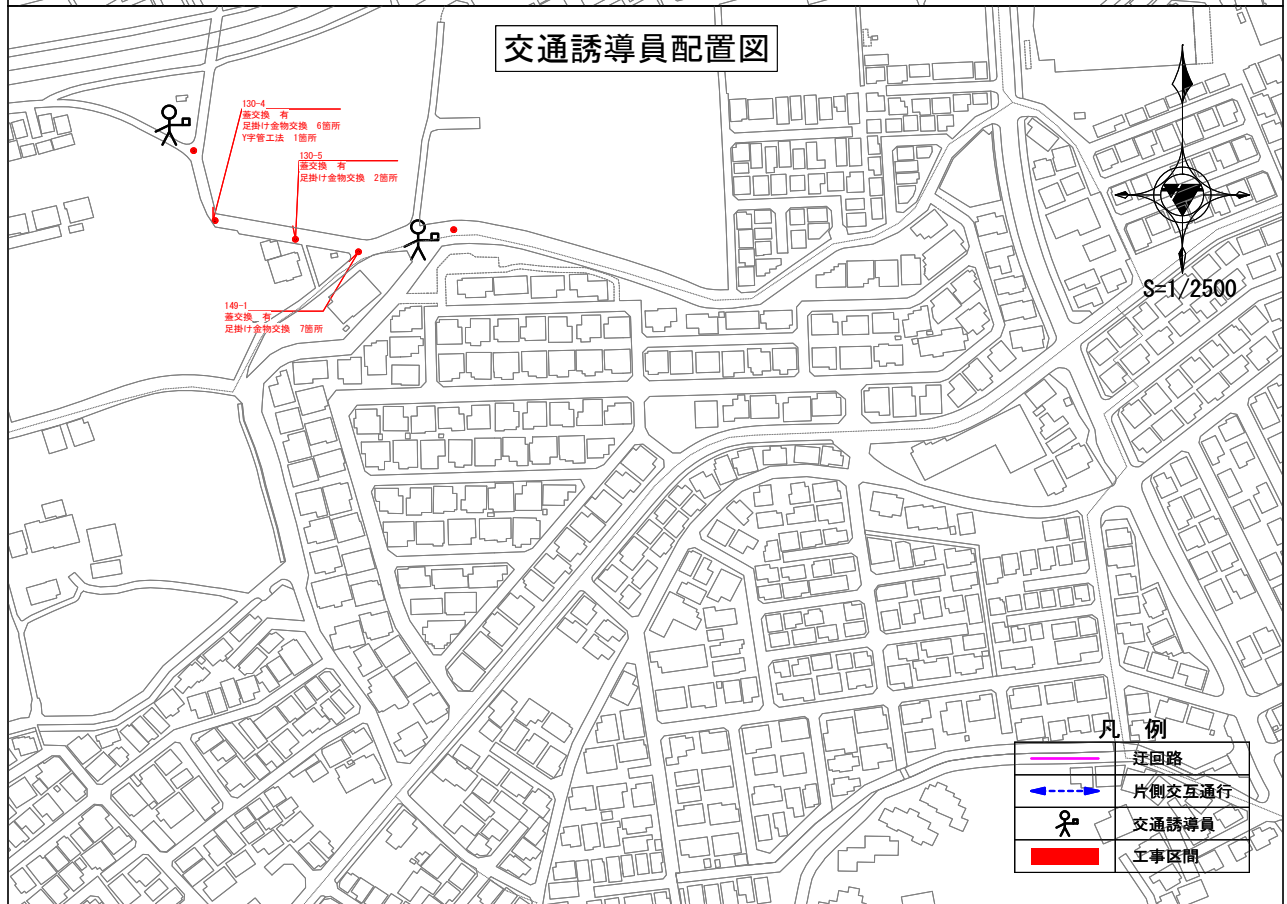 交通誘導員配置図
130-4
蓋交換 有
足掛け金物交換 6箇所
Y字管工法 1箇所
130-5
蓋交換 有
足掛け金物交換 2箇所
149-1
蓋交換 有
足掛け金物交換 7箇所
S=1/2500
凡 例
迂回路
片側交互通行
交通誘導員
工事区間